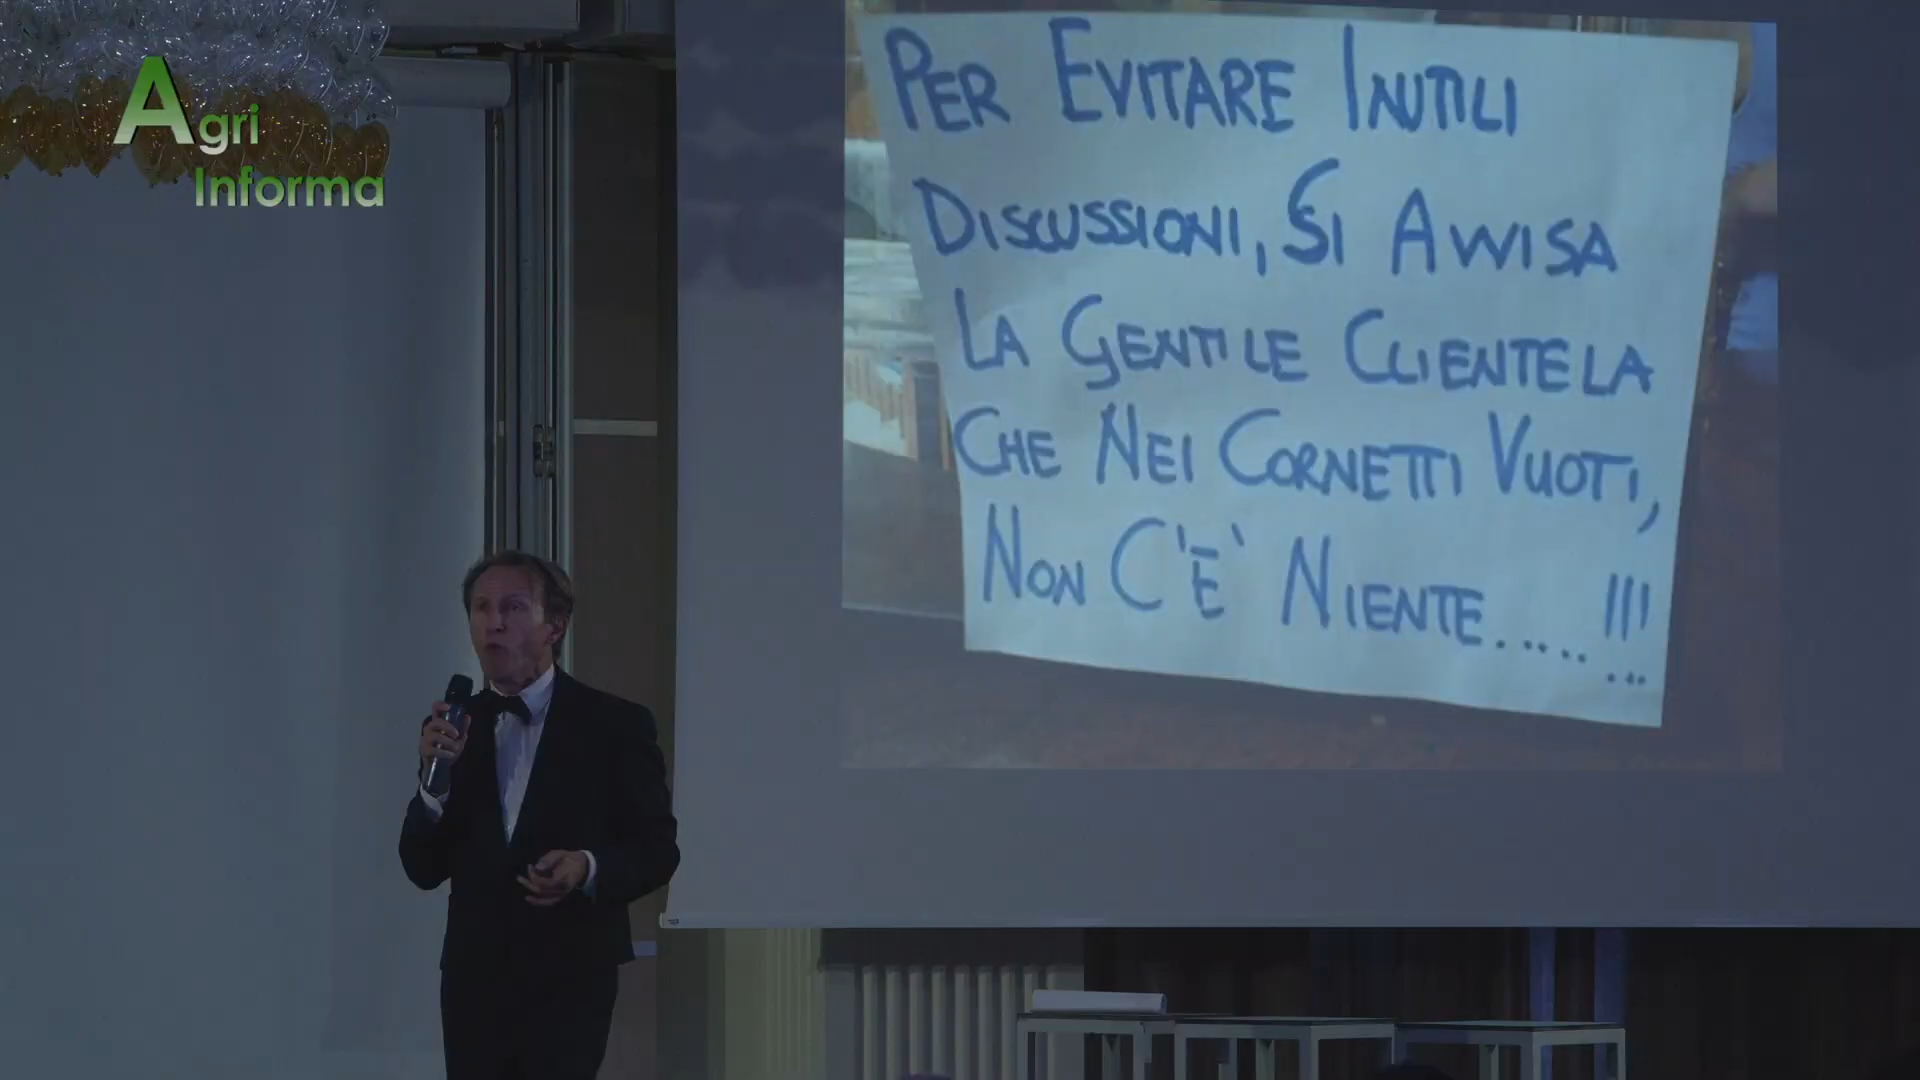 Agri
Informa
PER EVITARE INUTILI
DISCUSSIONI, SI AVVISA
LA GENTILE CLIENTELA
CHE NEI CORNETTI VUOTI,
NON C'E' NIENTE..... !!!